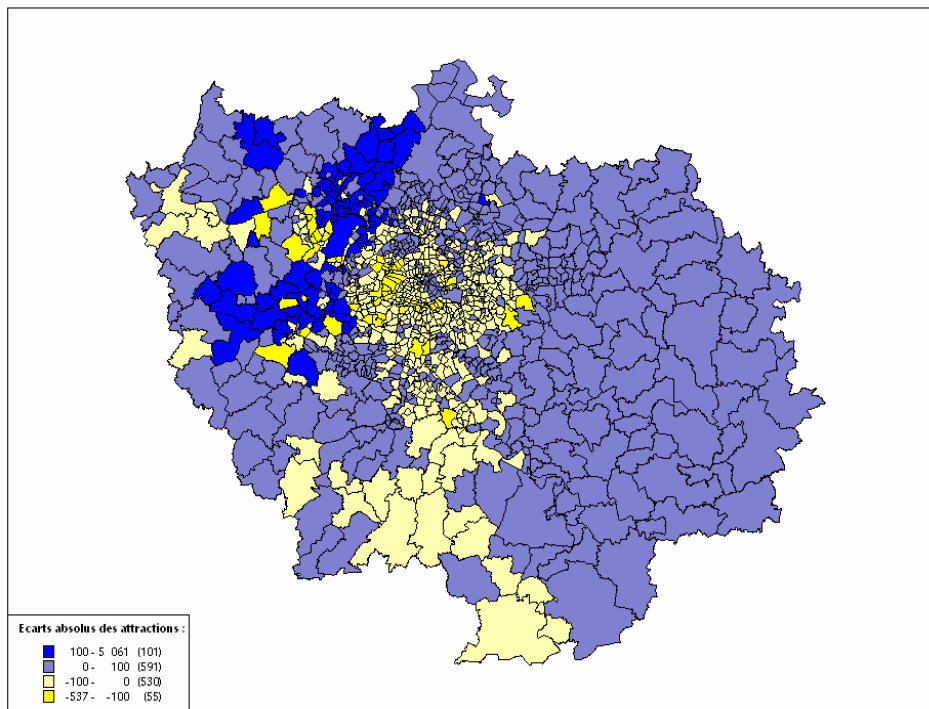 Ecarts absolus des attractions :
100 - 5 061 (101)
0 - 100 (591)
-100 - 0 (530)
-537 - -100 (55)